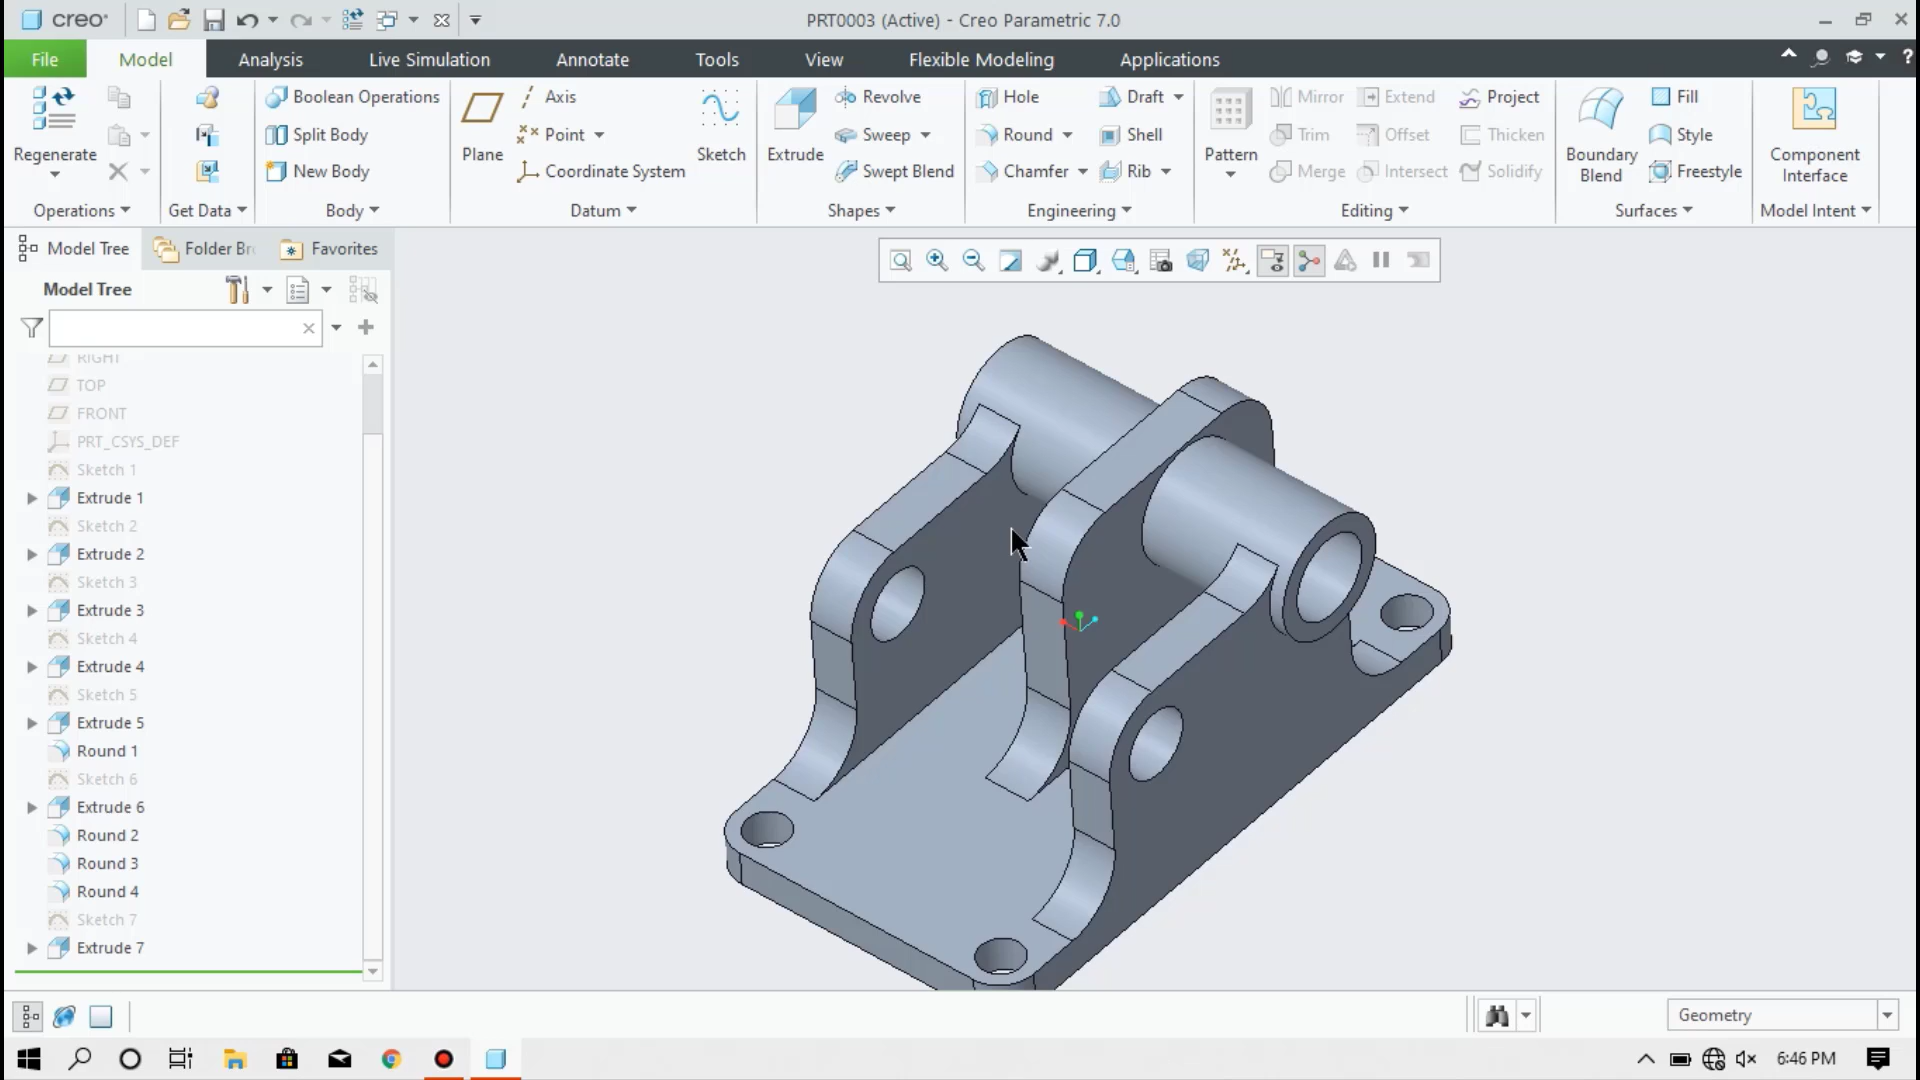 creo
PRT0003 (Active) - Creo Parametric 7.0
File Model Analysis Live Simulation Annotate Tools View Flexible Modeling Applications
?
Regenerate
Operations
Get Data
Boolean Operations
Split Body
New Body
Body
Plane
Axis
Point
Coordinate System
Sketch
Datum
Extrude
Revolve
Sweep
Swept Blend
Shapes
Hole
Round
Chamfer
Draft
Shell
Rib
Engineering
Pattern
Mirror
Trim
Merge
Extend
Offset
Intersect
Project
Thicken
Solidify
Editing
Boundary
Blend
Fill
Style
Freestyle
Surfaces
Component
Interface
Model Intent
Model Tree
Folder Br
Favorites
Model Tree
RIGHT
TOP
FRONT
PRT_CSYS_DEF
Sketch 1
Extrude 1
Sketch 2
Extrude 2
Sketch 3
Extrude 3
Sketch 4
Extrude 4
Sketch 5
Extrude 5
Round 1
Sketch 6
Extrude 6
Round 2
Round 3
Round 4
Sketch 7
Extrude 7
Geometry
6:46 PM